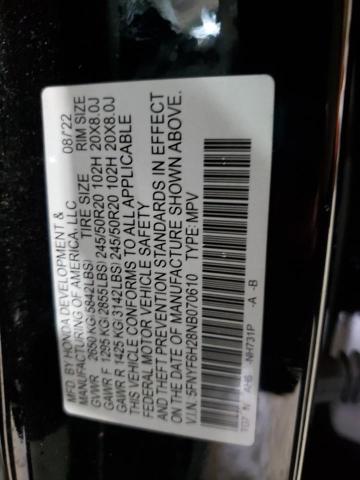 MFD. BY HONDA DEVELOPMENT & 08/22
MANUFACTURING OF AMERICA, LLC
GVWR 2650 KG(5842LBS) TIRE SIZE RIM SIZE
GAWR F 1295 KG(2855LBS) 245/50R20 102H 20X8.0J
GAWR R 1425 KG(3142LBS) 245/50R20 102H 20X8.0J
THIS VEHICLE CONFORMS TO ALL APPLICABLE
FEDERAL MOTOR VEHICLE SAFETY
AND THEFT PREVENTION STANDARDS IN EFFECT
ON THE DATE OF MANUFACTURE SHOWN ABOVE.
V.I.N. 5FNYF6H28NB070610 TYPE: MPV
TG7 N AH6 NH731P -A -B